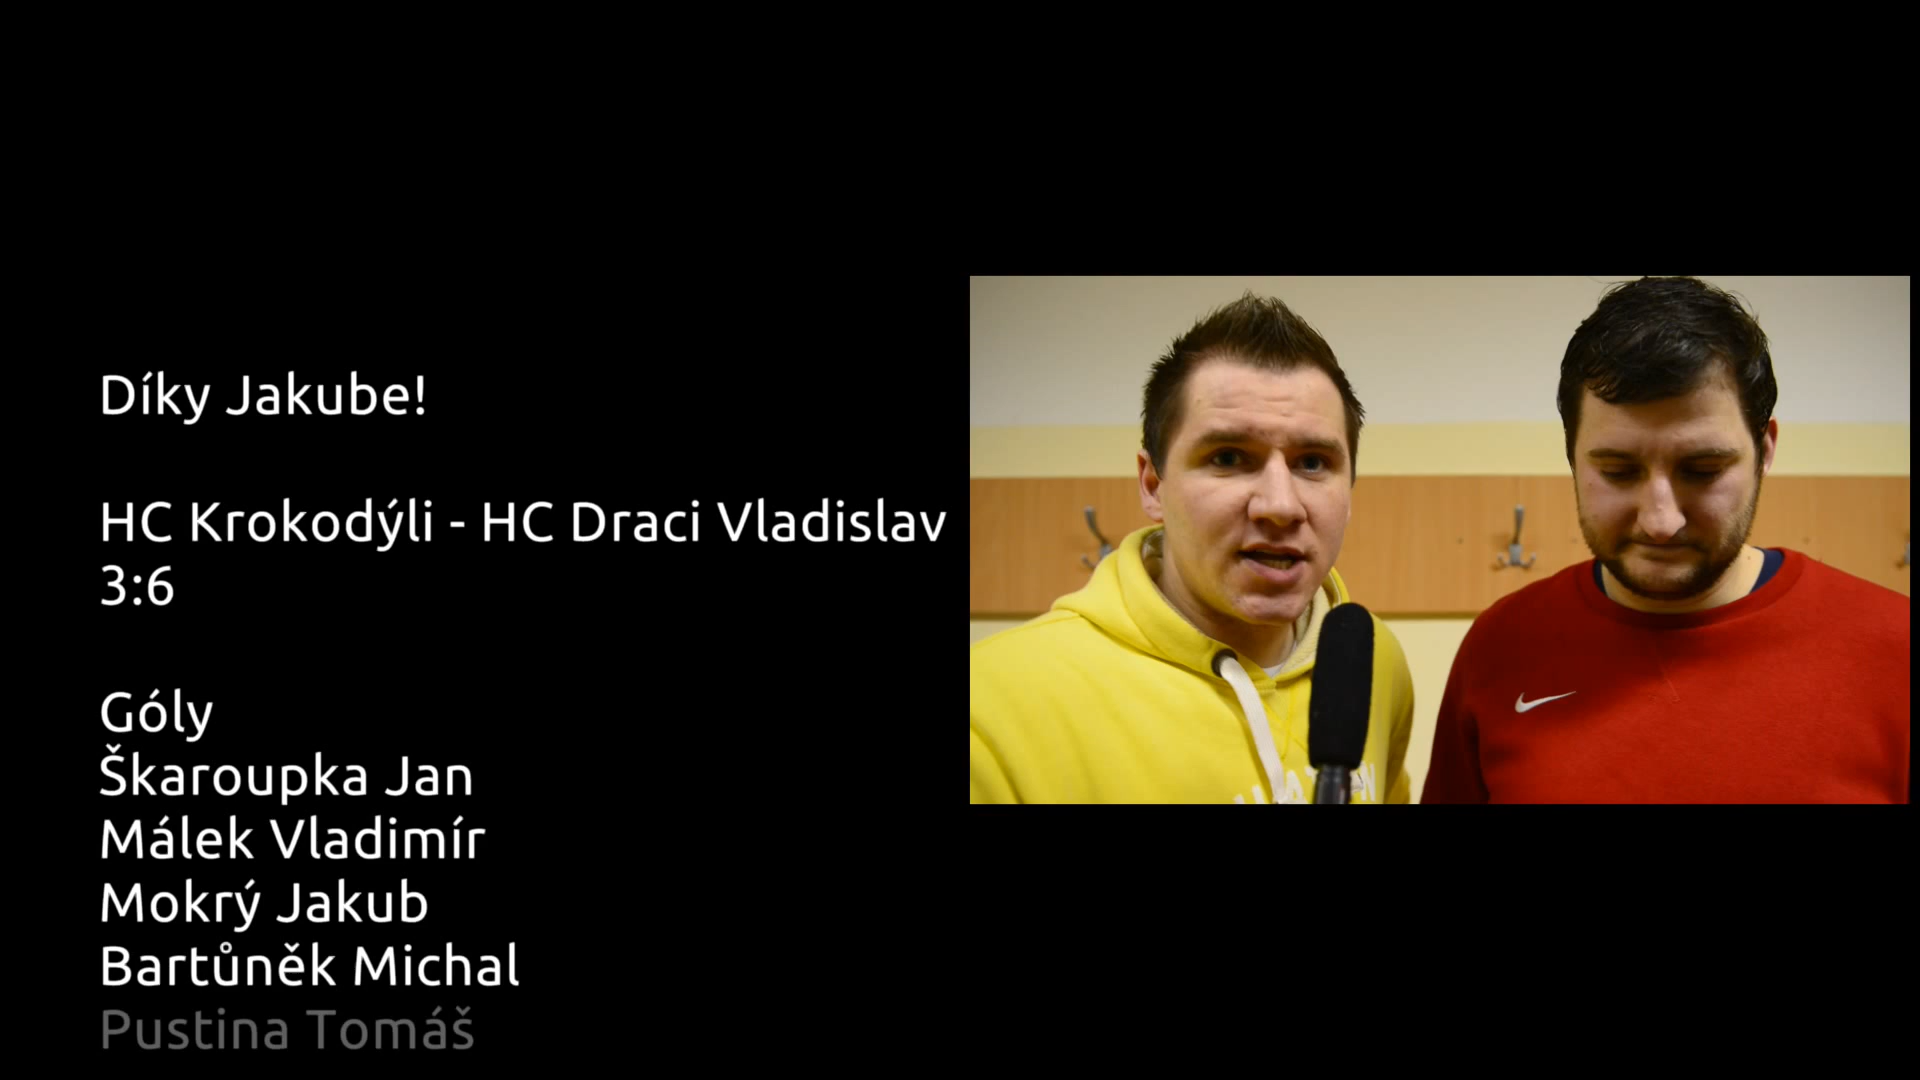 Díky Jakube!
HC Krokodýli - HC Draci Vladislav
3:6
Góly
Škaroupka Jan
Málek Vladimír
Mokrý Jakub
Bartůněk Michal
Pustina Tomáš